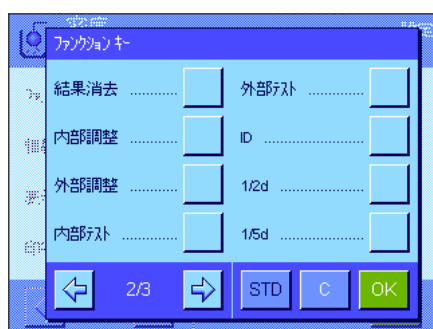 ファンクション キー
結果消去 ............
外部テスト ............
内部調整 ............
ID ............
外部調整 ............
1/2d ............
内部テスト ............
1/5d ............
2/3
STD
C
OK